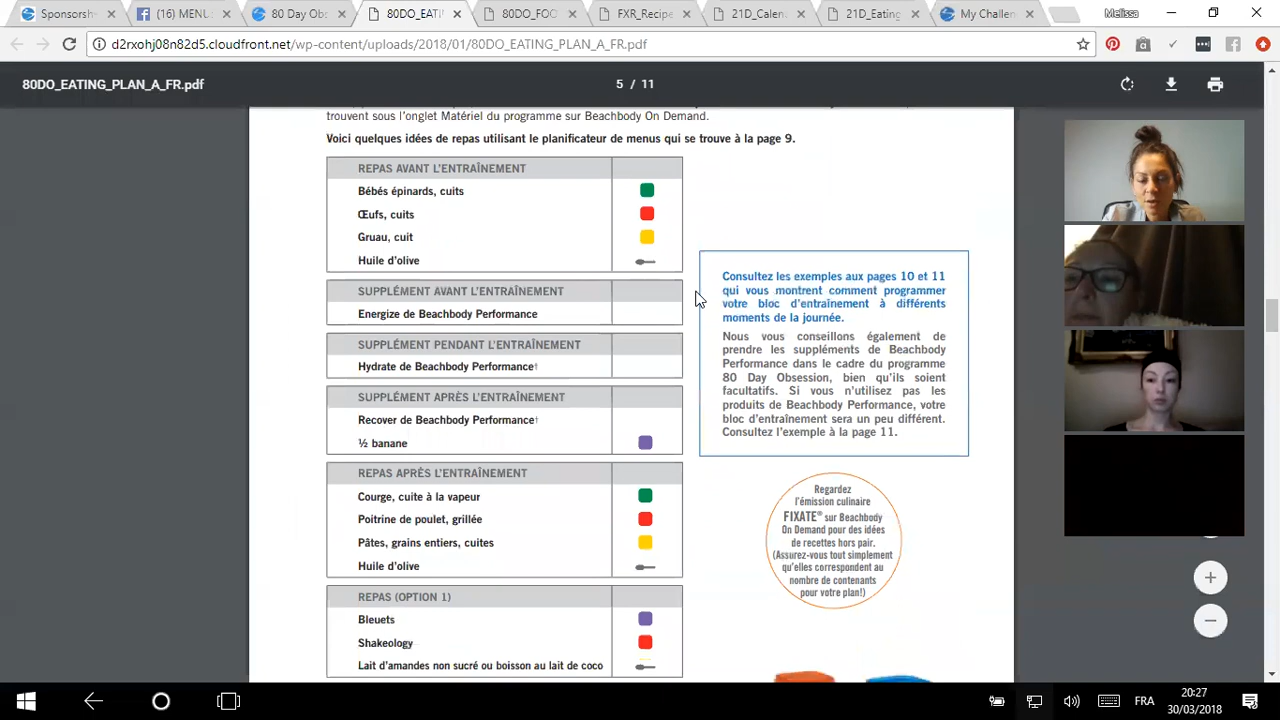 Sponsorsh
(16) MENU
80 Day Obs
80DO_EATI
80DO_FOO
FXR_Recipe
21D_Calen
21D_Eating
My Challen
Melissa
d2rxohj08n82d5.cloudfront.net/wp-content/uploads/2018/01/80DO_EATING_PLAN_A_FR.pdf
80DO_EATING_PLAN_A_FR.pdf
5 / 11
trouvent sous l'onglet Matériel du programme sur Beachbody On Demand.
Voici quelques idées de repas utilisant le planificateur de menus qui se trouve à la page 9.
REPAS AVANT L'ENTRAÎNEMENT
Bébés épinards, cuits
Œufs, cuits
Gruau, cuit
Huile d'olive
SUPPLÉMENT AVANT L'ENTRAÎNEMENT
Energize de Beachbody Performance
SUPPLÉMENT PENDANT L'ENTRAÎNEMENT
Hydrate de Beachbody Performance†
SUPPLÉMENT APRÈS L'ENTRAÎNEMENT
Recover de Beachbody Performance†
½ banane
REPAS APRÈS L'ENTRAÎNEMENT
Courge, cuite à la vapeur
Poitrine de poulet, grillée
Pâtes, grains entiers, cuites
Huile d'olive
REPAS (OPTION 1)
Bleuets
Shakeology
Lait d'amandes non sucré ou boisson au lait de coco
Consultez les exemples aux pages 10 et 11
qui vous montrent comment programmer
votre bloc d'entraînement à différents
moments de la journée.
Nous vous conseillons également de
prendre les suppléments de Beachbody
Performance dans le cadre du programme
80 Day Obsession, bien qu'ils soient
facultatifs. Si vous n'utilisez pas les
produits de Beachbody Performance, votre
bloc d'entraînement sera un peu différent.
Consultez l'exemple à la page 11.
Regardez
l'émission culinaire
FIXATE® sur Beachbody
On Demand pour des idées
de recettes hors pair.
(Assurez-vous tout simplement
qu'elles correspondent au
nombre de contenants
pour votre plan!)
FRA
20:27
30/03/2018